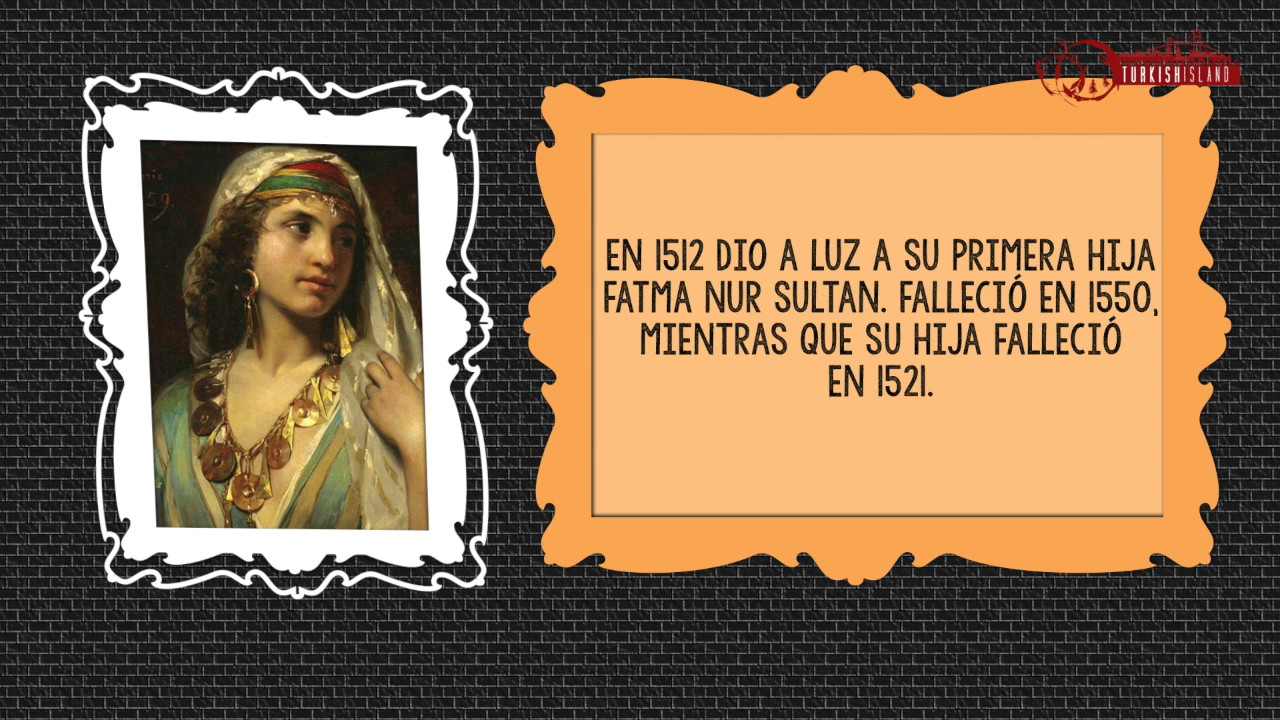 TURKISHISLAND
EN 1512 DIO A LUZ A SU PRIMERA HIJA
FATMA NUR SULTAN. FALLECIÓ EN 1550,
MIENTRAS QUE SU HIJA FALLECIÓ
EN 1521.